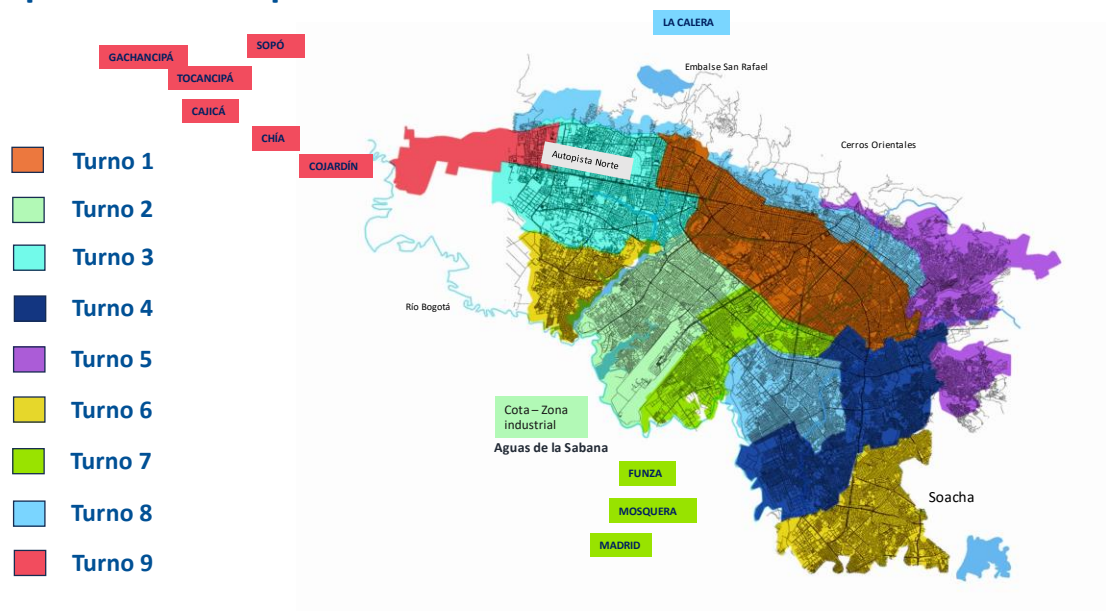 LA CALERA
SOPÓ
GACHANCIPÁ
TOCANCIPÁ
Embalse San Rafael
CAJICÁ
CHÍA
Cerros Orientales
COJARDÍN
Autopista Norte
Turno 1
Turno 2
Turno 3
Turno 4
Turno 5
Turno 6
Turno 7
Turno 8
Turno 9
Río Bogotá
Cota – Zona
industrial
Aguas de la Sabana
FUNZA
MOSQUERA
MADRID
Soacha